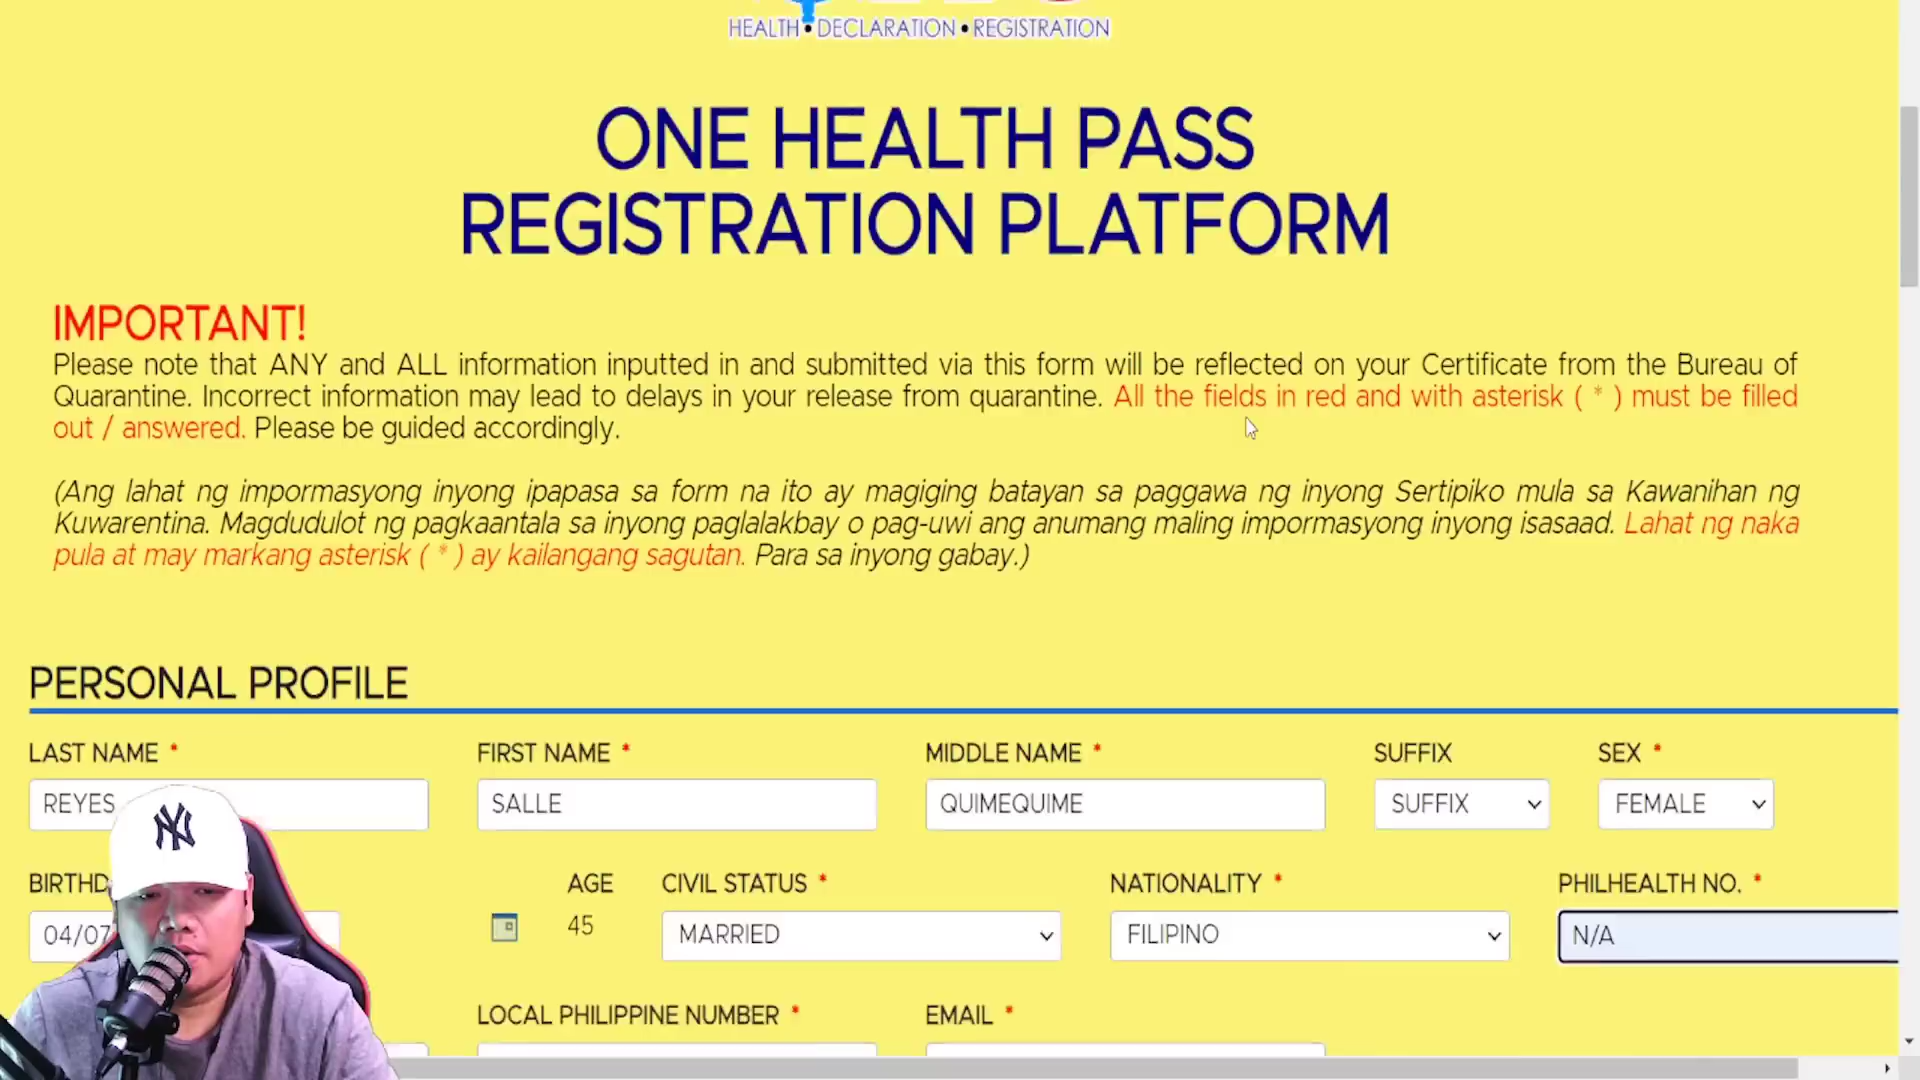 HEALTH • DECLARATION • REGISTRATION
ONE HEALTH PASS
REGISTRATION PLATFORM
IMPORTANT!
Please note that ANY and ALL information inputted in and submitted via this form will be reflected on your Certificate from the Bureau of
Quarantine. Incorrect information may lead to delays in your release from quarantine. All the fields in red and with asterisk ( * ) must be filled
out / answered. Please be guided accordingly.
(Ang lahat ng impormasyong inyong ipapasa sa form na ito ay magiging batayan sa paggawa ng inyong Sertipiko mula sa Kawanihan ng
Kuwarentina. Magdudulot ng pagkaantala sa inyong paglalakbay o pag-uwi ang anumang maling impormasyong inyong isasaad. Lahat ng naka
pula at may markang asterisk ( * ) ay kailangang sagutan. Para sa inyong gabay.)
PERSONAL PROFILE
LAST NAME * FIRST NAME * MIDDLE NAME * SUFFIX SEX *
REYES SALLE QUIMEQUIME SUFFIX FEMALE
BIRTHD AGE CIVIL STATUS * NATIONALITY * PHILHEALTH NO. *
04/07 45 MARRIED FILIPINO N/A
LOCAL PHILIPPINE NUMBER * EMAIL *
NY